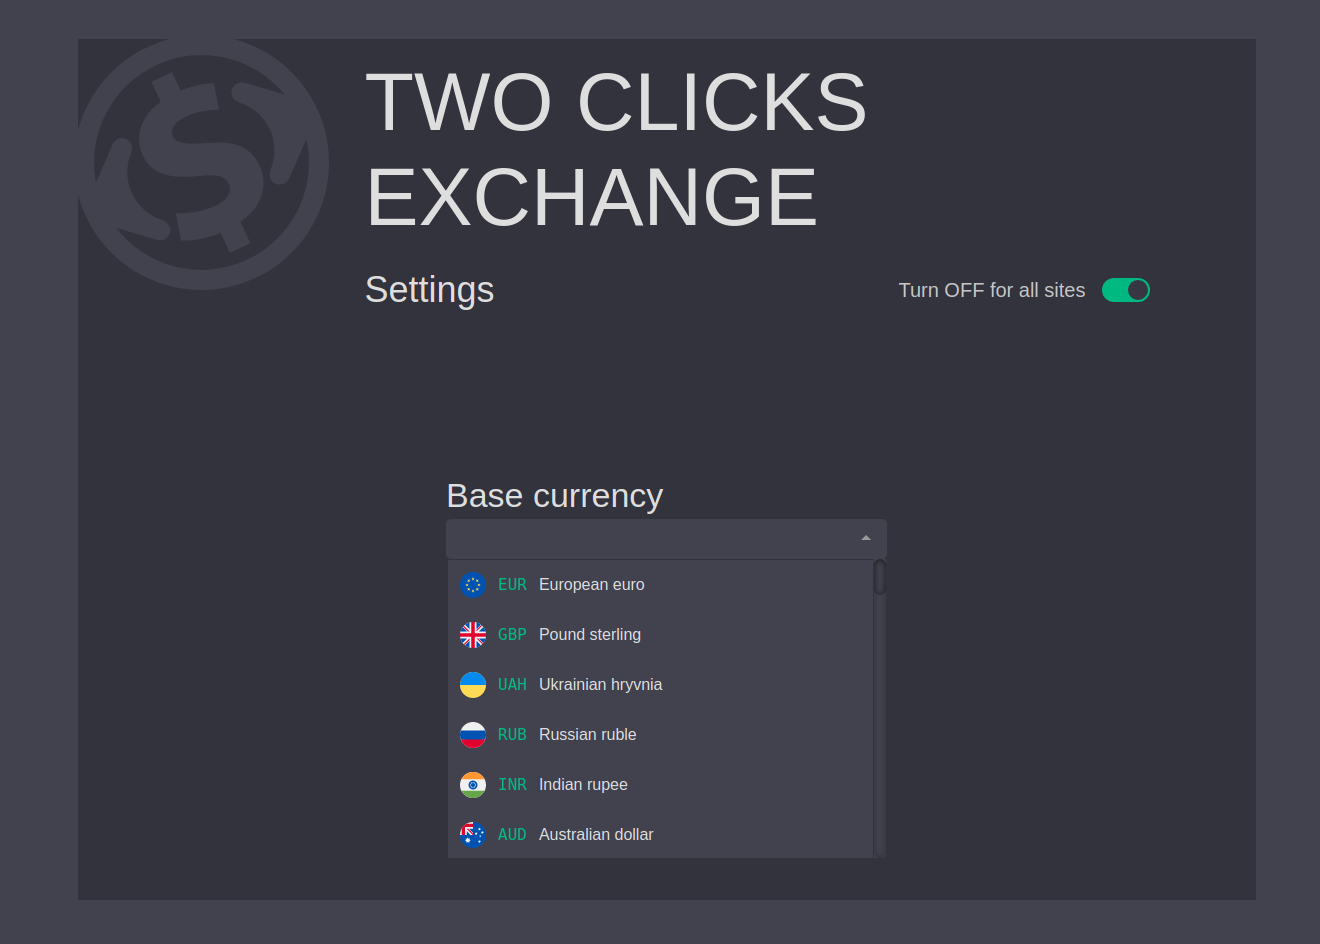 TWO CLICKS
EXCHANGE
Settings
Turn OFF for all sites
Base currency
EUR European euro
GBP Pound sterling
UAH Ukrainian hryvnia
RUB Russian ruble
INR Indian rupee
AUD Australian dollar